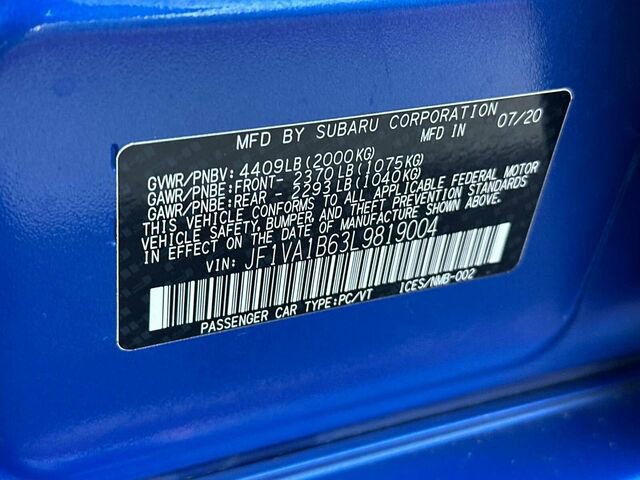 MFD BY SUBARU CORPORATION
MFD IN 07/20
GVWR/PNBV: 4409LB(2000KG)
GAWR/PNBE:FRONT- 2370LB(1075KG)
GAWR/PNBE:REAR - 2293LB(1040KG)
THIS VEHICLE CONFORMS TO ALL APPLICABLE FEDERAL MOTOR
VEHICLE SAFETY, BUMPER, AND THEFT PREVENTION STANDARDS
IN EFFECT ON THE DATE OF MANUFACTURE SHOWN ABOVE.
VIN: JF1VA1B63L9819004
PASSENGER CAR TYPE:PC/VT ICES/NMB-002